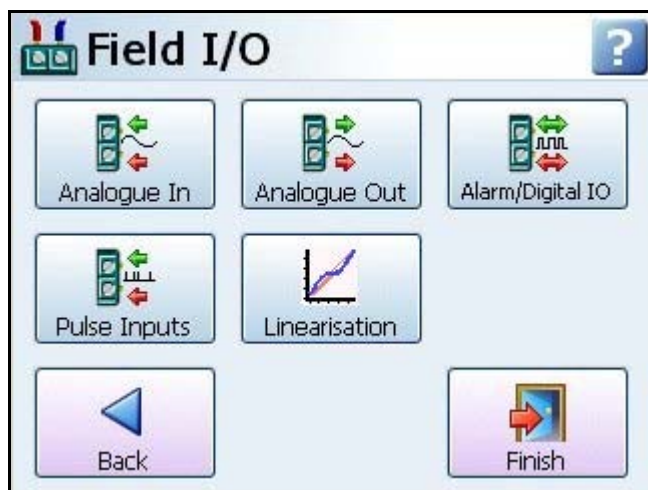 Field I/O
?
Analogue In
Analogue Out
Alarm/Digital IO
Pulse Inputs
Linearisation
Back
Finish